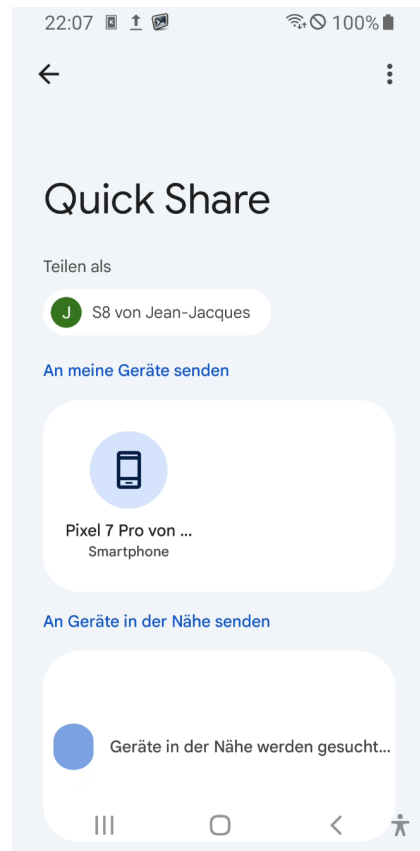 22:07 100%
Quick Share
Teilen als
J S8 von Jean-Jacques
An meine Geräte senden
Pixel 7 Pro von ...
Smartphone
An Geräte in der Nähe senden
Geräte in der Nähe werden gesucht...